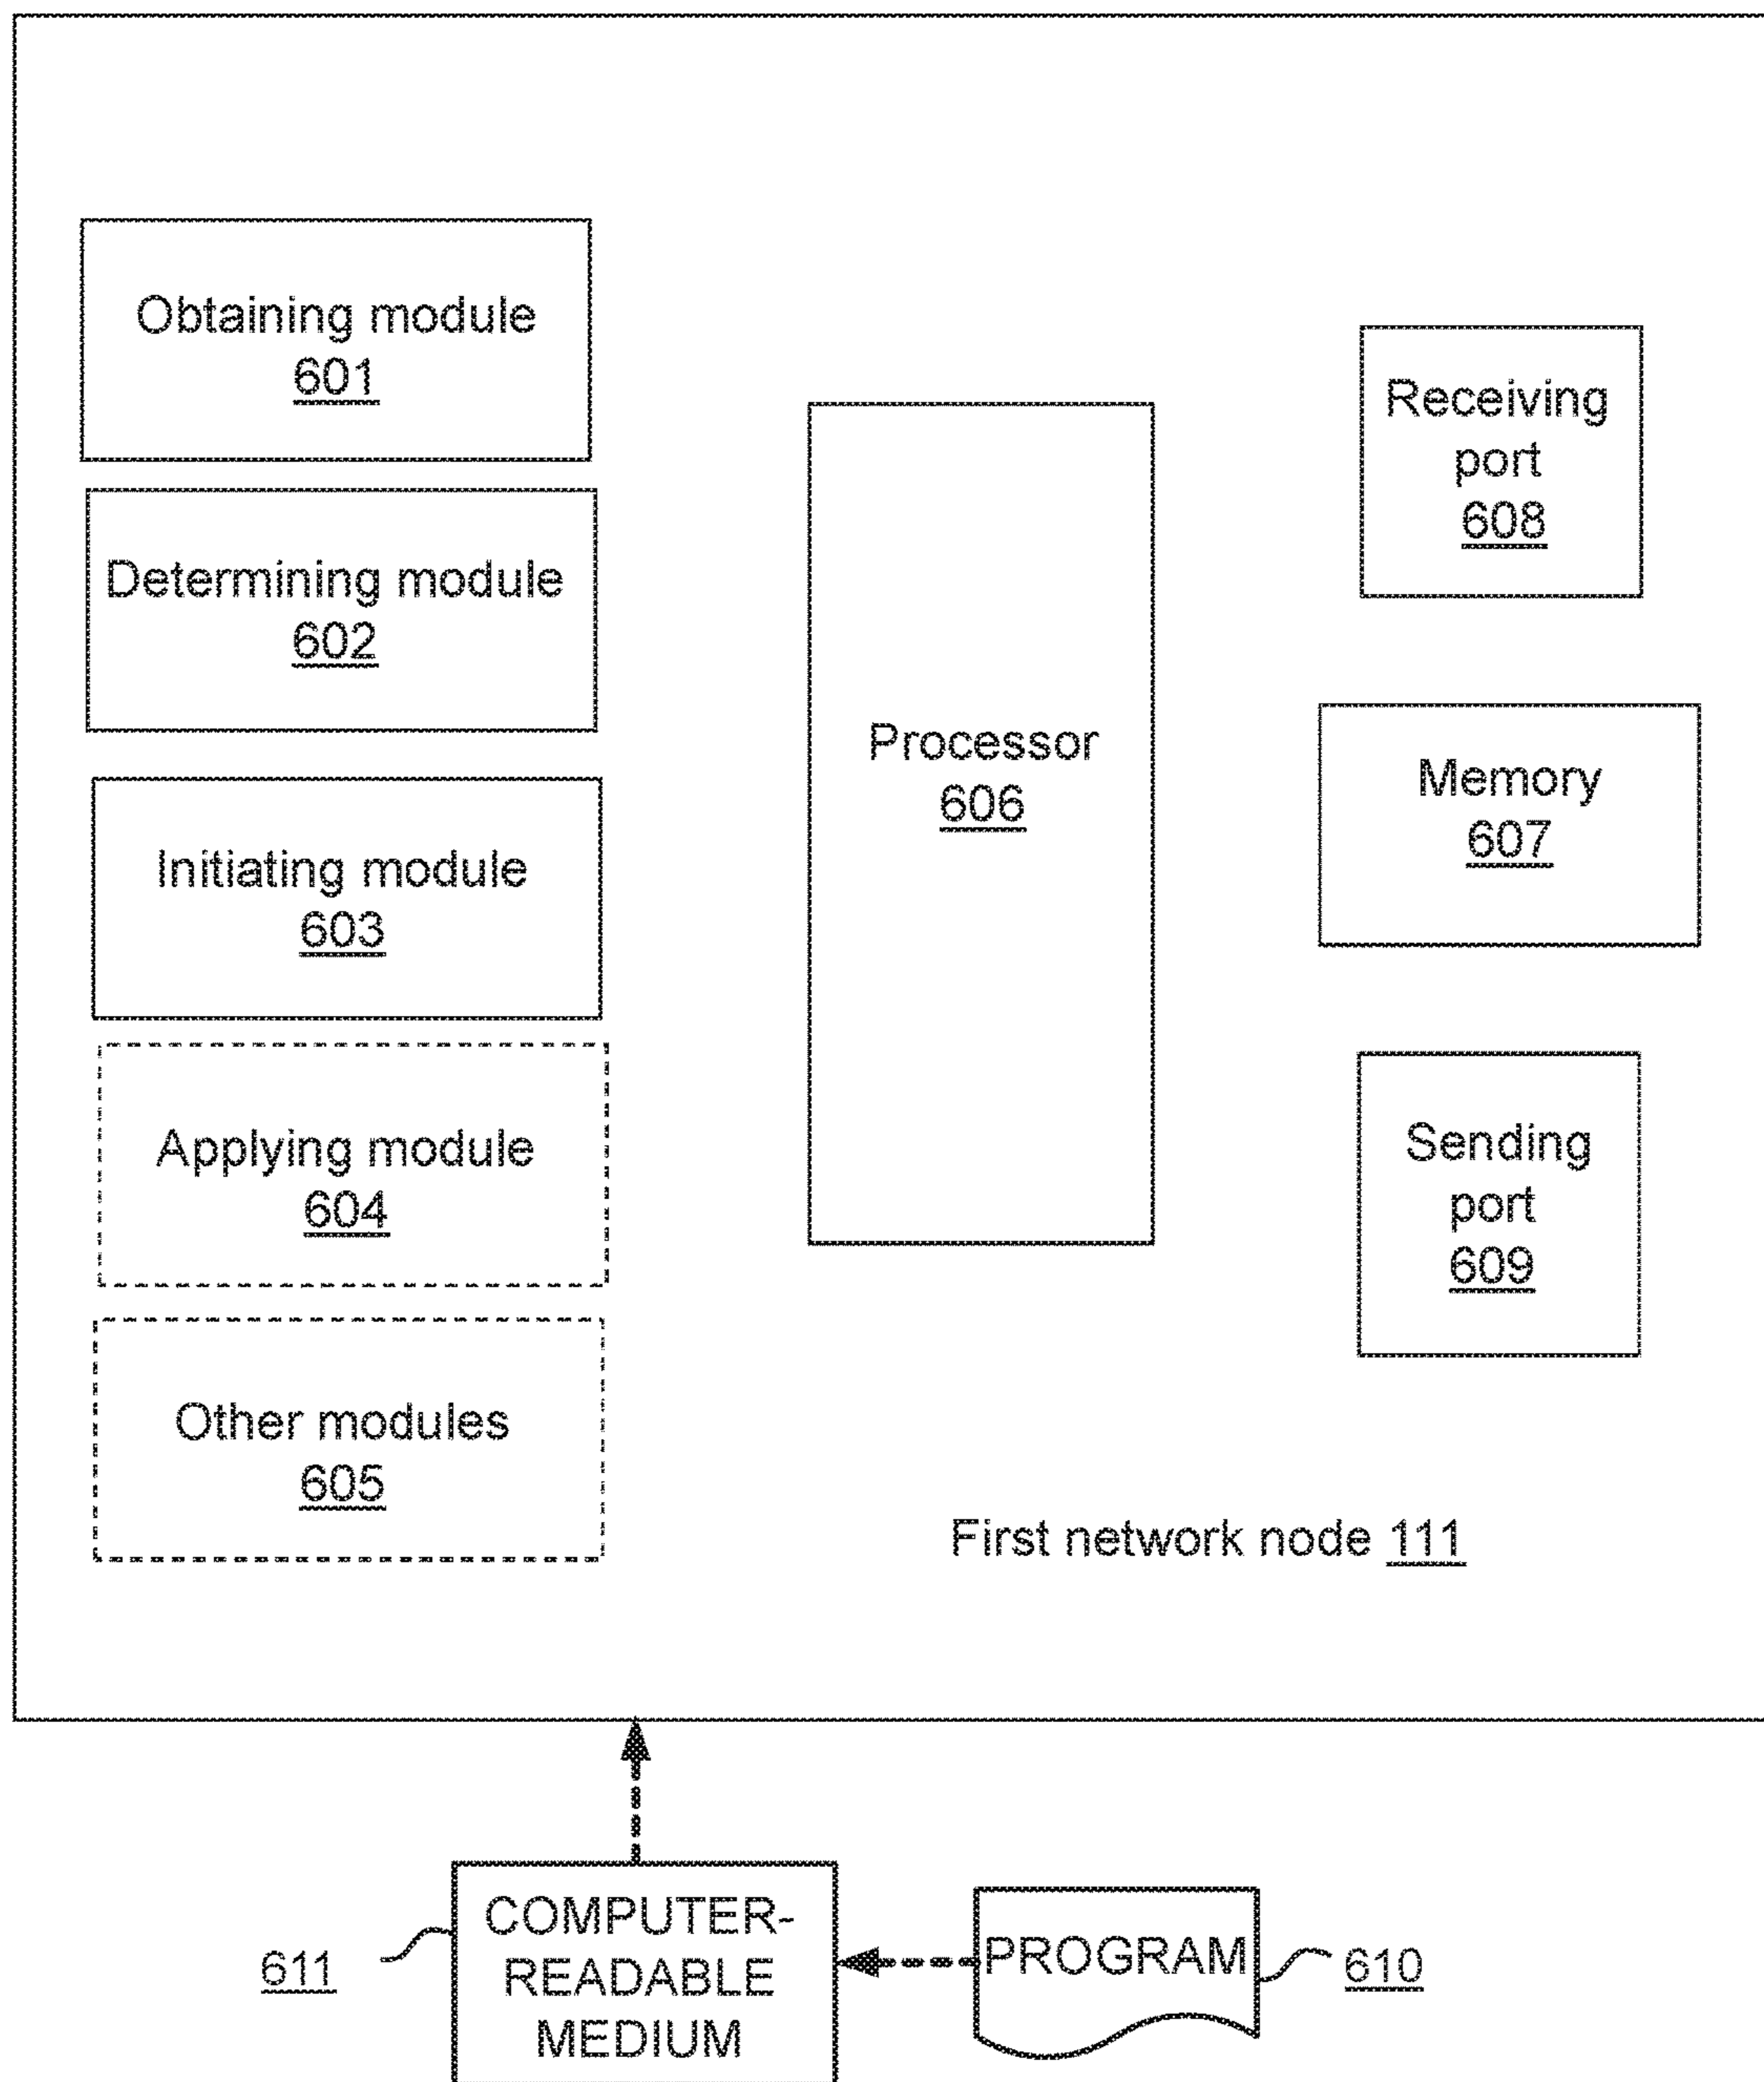 Obtaining module
601
Determining module
602
Initiating module
603
Applying module
604
Other modules
605
Processor
606
Receiving
port
608
Memory
607
Sending
port
609
First network node 111
611
COMPUTER-
READABLE
MEDIUM
PROGRAM
610